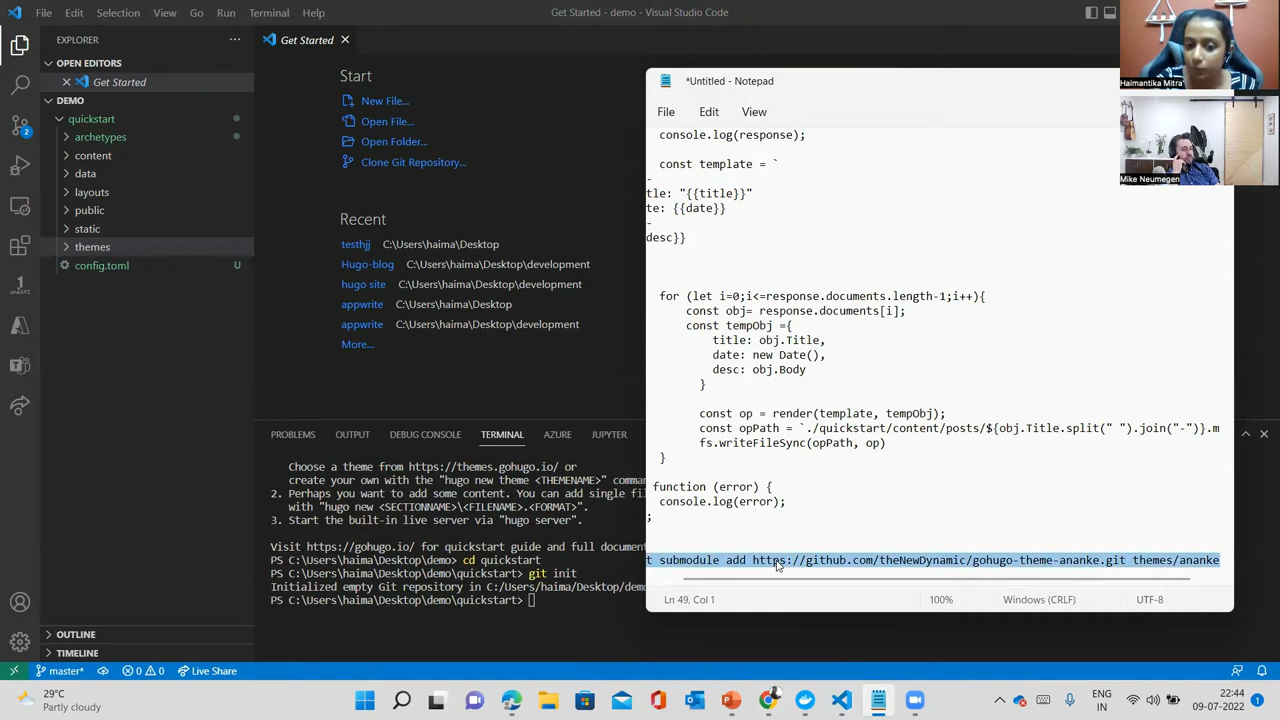 File Edit Selection View Go Run Terminal Help
Get Started - demo - Visual Studio Code
EXPLORER
OPEN EDITORS
Get Started
DEMO
quickstart
archetypes
content
data
layouts
public
static
themes
config.toml U
OUTLINE
TIMELINE
2
Get Started
Start
New File...
Open File...
Open Folder...
Clone Git Repository...
Recent
testhjj C:\Users\haima\Desktop
Hugo-blog C:\Users\haima\Desktop\development
hugo site C:\Users\haima\Desktop\development
appwrite C:\Users\haima\Desktop
appwrite C:\Users\haima\Desktop\development
More...
PROBLEMS OUTPUT DEBUG CONSOLE TERMINAL AZURE JUPYTER
Choose a theme from https://themes.gohugo.io/ or
create your own with the "hugo new theme <THEMENAME>" comma
2. Perhaps you want to add some content. You can add single fil
with "hugo new <SECTIONNAME>\<FILENAME>.<FORMAT>".
3. Start the built-in live server via "hugo server".
Visit https://gohugo.io/ for quickstart guide and full document
PS C:\Users\haima\Desktop\demo> cd quickstart
PS C:\Users\haima\Desktop\demo\quickstart> git init
Initialized empty Git repository in C:/Users/haima/Desktop/demo
PS C:\Users\haima\Desktop\demo\quickstart>
*Untitled - Notepad
File Edit View
console.log(response);
const template = `
-
tle: "{{title}}"
te: {{date}}
-
desc}}
for (let i=0;i<=response.documents.length-1;i++){
const obj= response.documents[i];
const tempObj ={
title: obj.Title,
date: new Date(),
desc: obj.Body
}
const op = render(template, tempObj);
const opPath = `./quickstart/content/posts/${obj.Title.split(" ").join("-")}.m
fs.writeFileSync(opPath, op)
}
function (error) {
console.log(error);
;
t submodule add https://github.com/theNewDynamic/gohugo-theme-ananke.git themes/ananke
Ln 49, Col 1 100% Windows (CRLF) UTF-8
Haimantika Mitra
Mike Neumegen
master* 0 0 Live Share
29°C
Partly cloudy
ENG
IN
22:44
09-07-2022
1